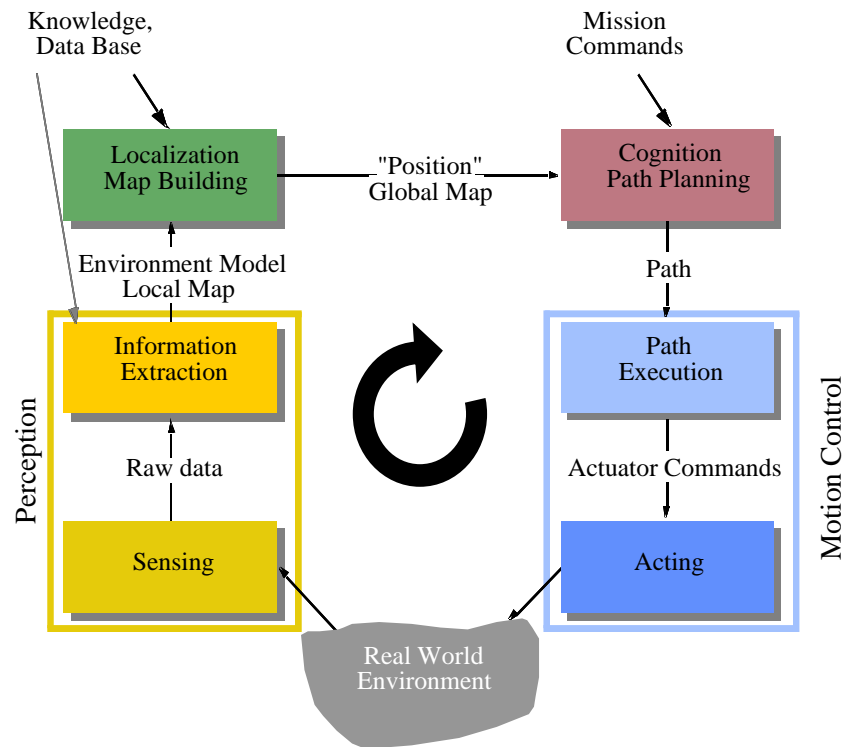 Knowledge,
Data Base
Mission
Commands
Localization
Map Building
"Position"
Global Map
Cognition
Path Planning
Environment Model
Local Map
Path
Information
Extraction
Path
Execution
Perception
Motion Control
Raw data
Actuator Commands
Sensing
Acting
Real World
Environment